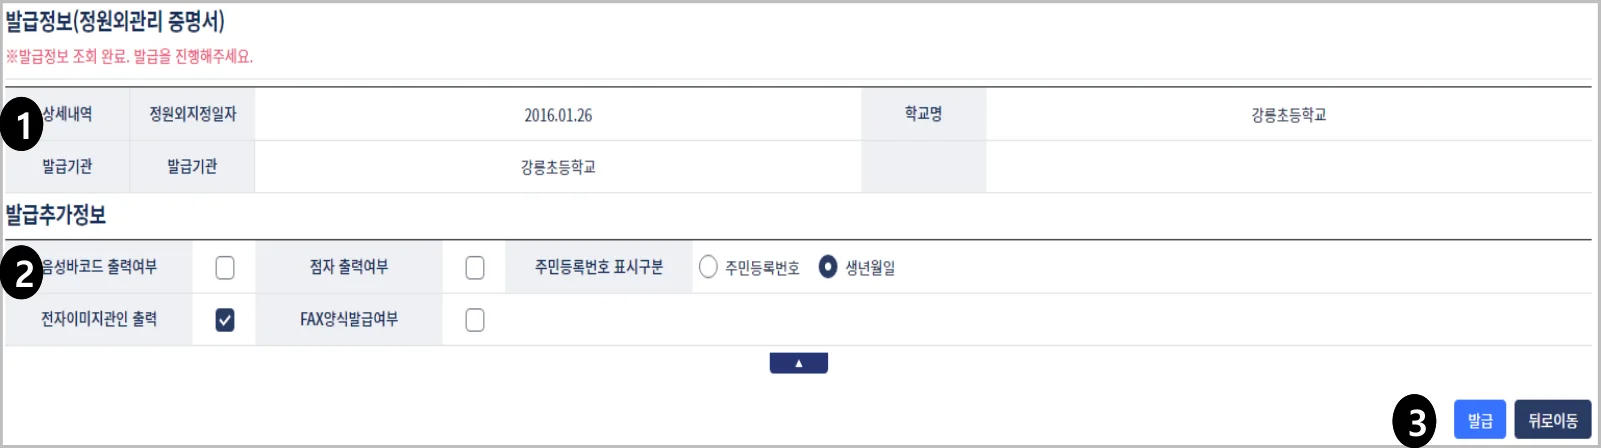 발급정보(정원외관리 증명서)
※발급정보 조회 완료. 발급을 진행해주세요.
1 상세내역 정원외지정일자 2016.01.26 학교명 강릉초등학교
발급기관 발급기관 강릉초등학교
발급추가정보
2 음성바코드 출력여부 점자 출력여부 주민등록번호 표시구분 주민등록번호 생년월일
전자이미지관인 출력 FAX양식발급여부
▲
3 발급 뒤로이동